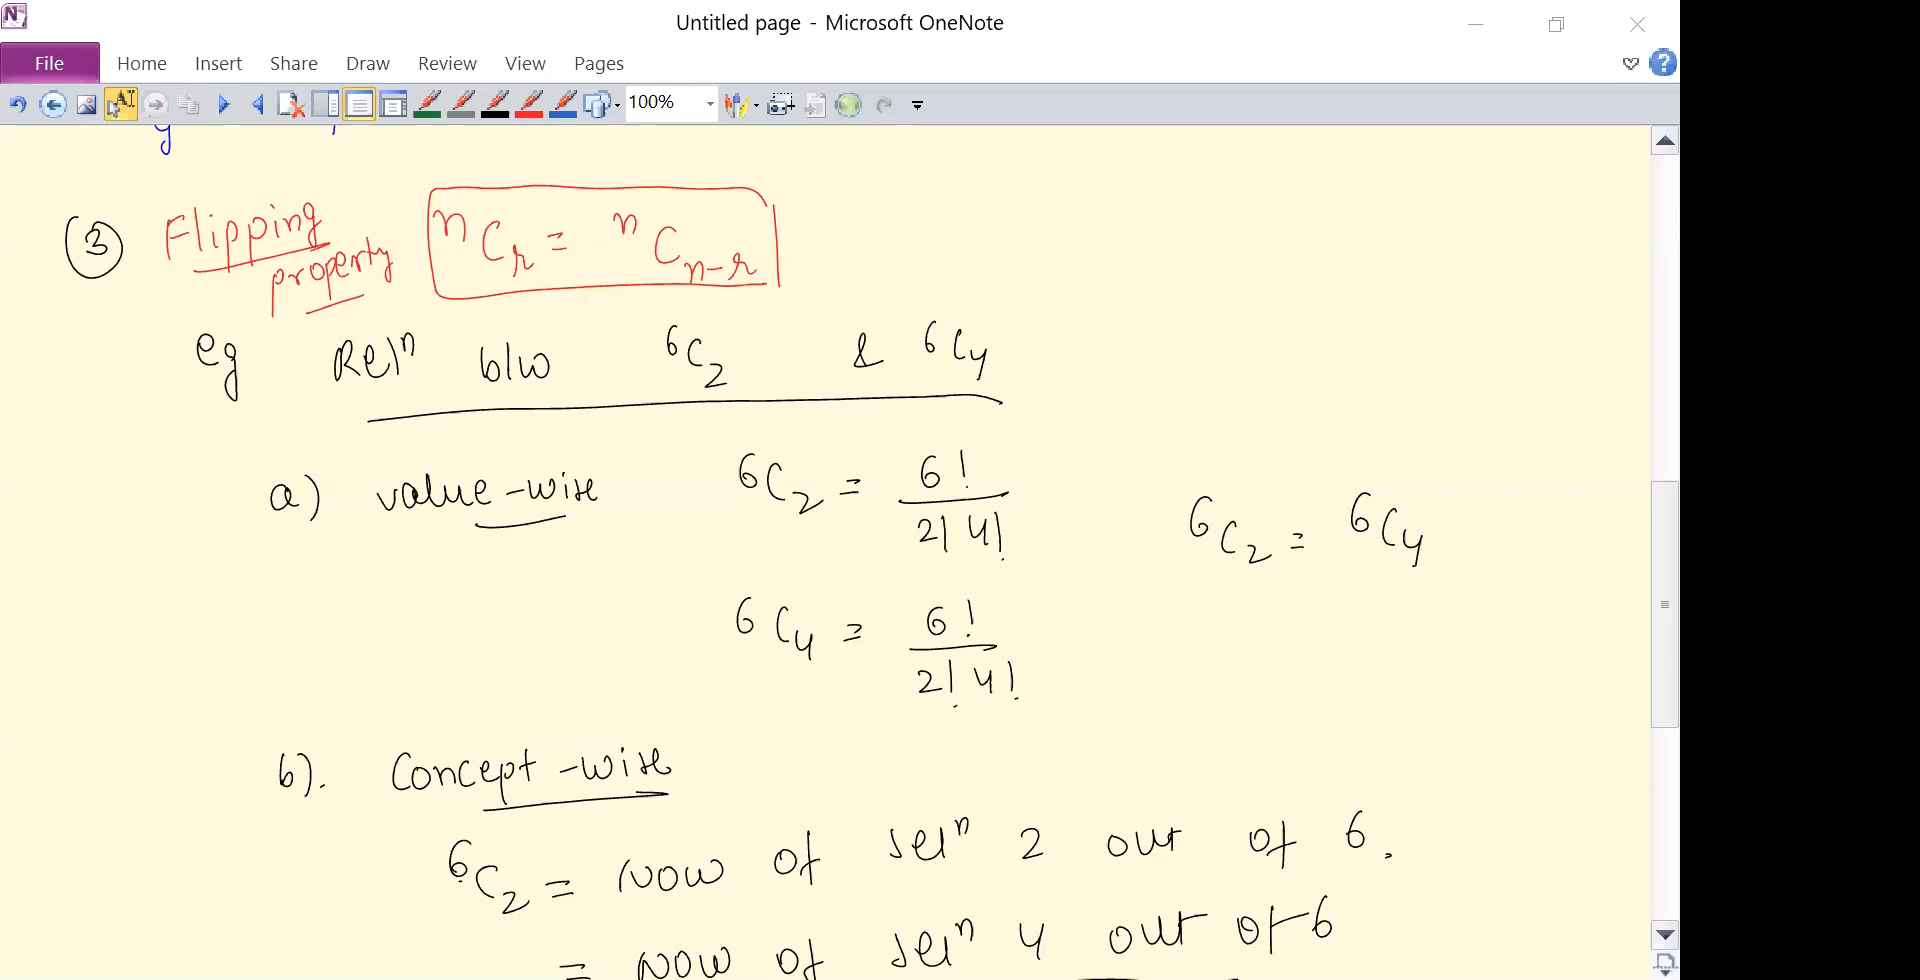 Untitled page - Microsoft OneNote
File Home Insert Share Draw Review View Pages
100%
y
(3) Flipping property ⁿCᵣ = ⁿCₙ₋ᵣ
eg Relⁿ b/w ⁶C₂ & ⁶C₄
a) value-wise ⁶C₂ = 6! / 2! 4!
⁶C₂ = ⁶C₄
⁶C₄ = 6! / 2! 4!
b). Concept-wise
⁶C₂ = NOW of selⁿ 2 out of 6.
= NOW of selⁿ 4 out of 6